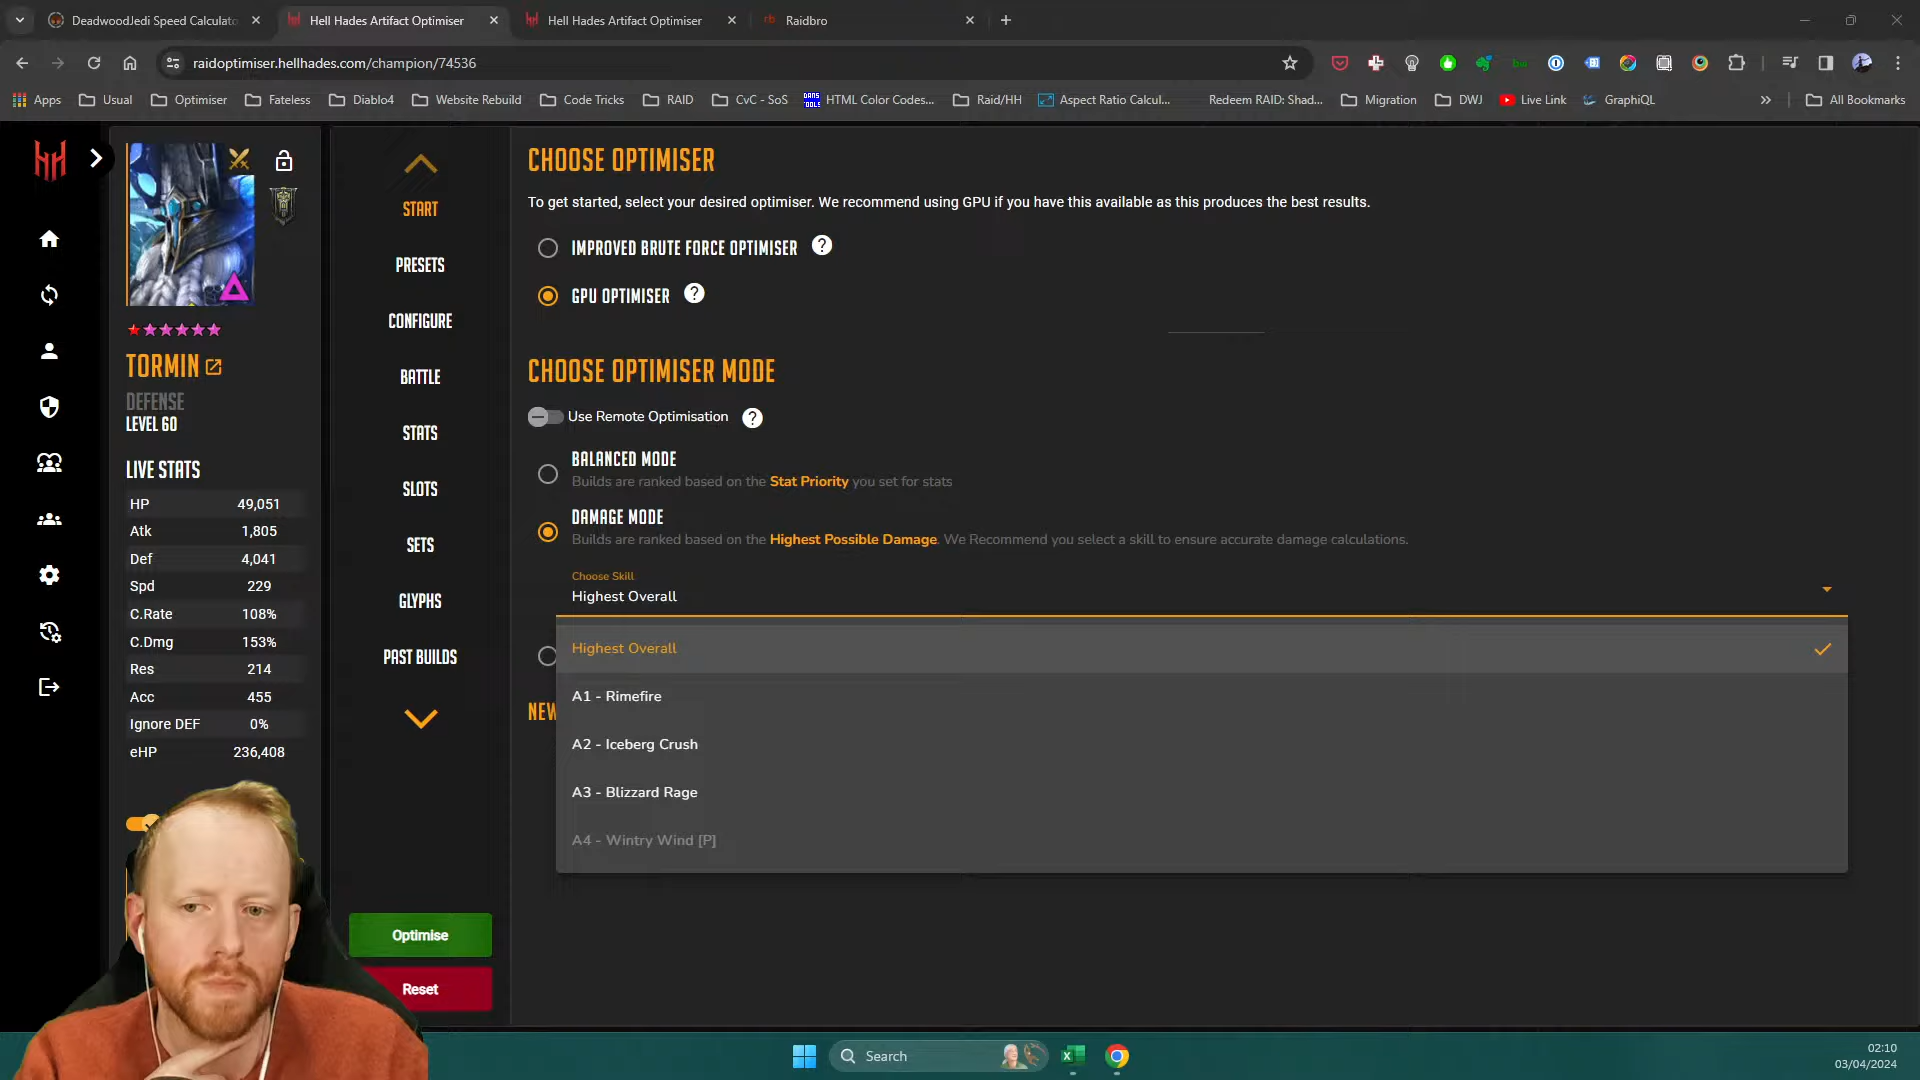 DeadwoodJedi Speed Calculato
Hell Hades Artifact Optimiser
Hell Hades Artifact Optimiser
rb Raidbro
raidoptimiser.hellhades.com/champion/74536
Apps Usual Optimiser Fateless Diablo4 Website Rebuild Code Tricks RAID CvC - SoS HTML Color Codes... Raid/HH Aspect Ratio Calcul... Redeem RAID: Shad... Migration DWJ Live Link GraphiQL All Bookmarks
TORMIN
DEFENSE
LEVEL 60
LIVE STATS
HP 49,051
Atk 1,805
Def 4,041
Spd 229
C.Rate 108%
C.Dmg 153%
Res 214
Acc 455
Ignore DEF 0%
eHP 236,408
START
PRESETS
CONFIGURE
BATTLE
STATS
SLOTS
SETS
GLYPHS
PAST BUILDS
Optimise
Reset
CHOOSE OPTIMISER
To get started, select your desired optimiser. We recommend using GPU if you have this available as this produces the best results.
IMPROVED BRUTE FORCE OPTIMISER ?
GPU OPTIMISER ?
CHOOSE OPTIMISER MODE
Use Remote Optimisation ?
BALANCED MODE
Builds are ranked based on the Stat Priority you set for stats
DAMAGE MODE
Builds are ranked based on the Highest Possible Damage. We Recommend you select a skill to ensure accurate damage calculations.
Choose Skill
Highest Overall
Highest Overall
A1 - Rimefire
NEW
A2 - Iceberg Crush
A3 - Blizzard Rage
A4 - Wintry Wind [P]
Search
02:10
03/04/2024